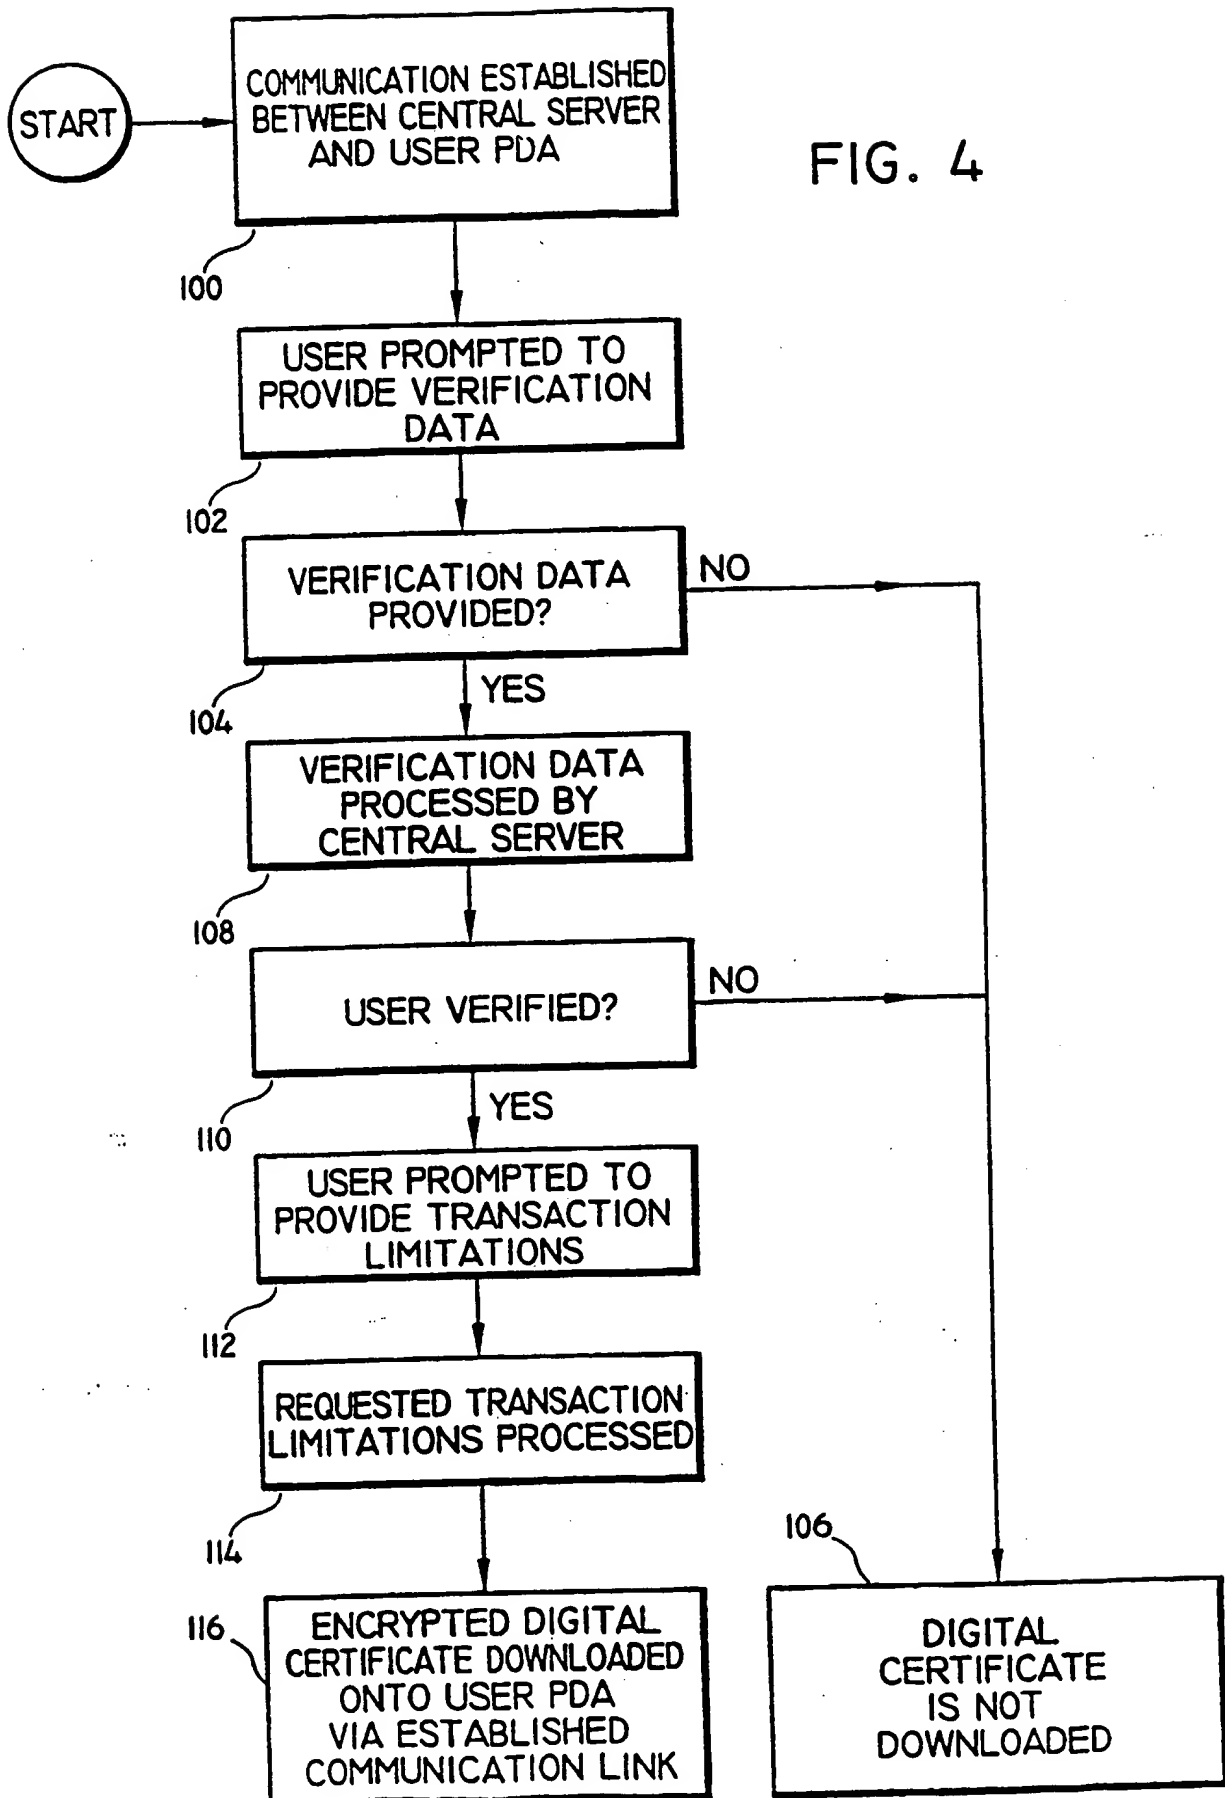 START
COMMUNICATION ESTABLISHED
BETWEEN CENTRAL SERVER
AND USER PDA
FIG. 4
100
USER PROMPTED TO
PROVIDE VERIFICATION
DATA
102
VERIFICATION DATA
PROVIDED?
NO
104
YES
VERIFICATION DATA
PROCESSED BY
CENTRAL SERVER
108
USER VERIFIED?
NO
110
YES
USER PROMPTED TO
PROVIDE TRANSACTION
LIMITATIONS
112
REQUESTED TRANSACTION
LIMITATIONS PROCESSED
114
116
ENCRYPTED DIGITAL
CERTIFICATE DOWNLOADED
ONTO USER PDA
VIA ESTABLISHED
COMMUNICATION LINK
106
DIGITAL
CERTIFICATE
IS NOT
DOWNLOADED